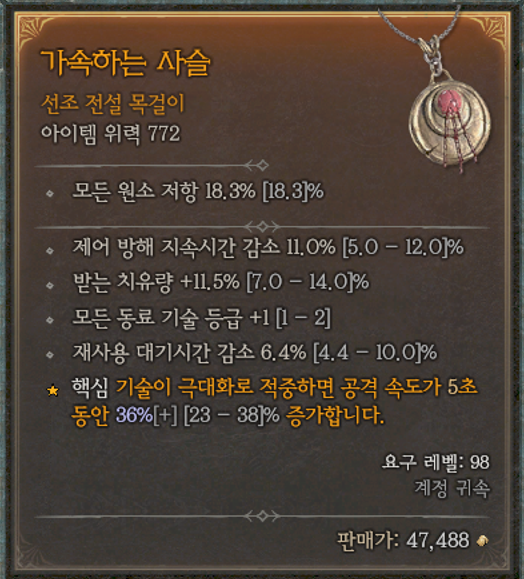 가속하는 사슬
선조 전설 목걸이
아이템 위력 772
모든 원소 저항 18.3% [18.3]%
제어 방해 지속시간 감소 11.0% [5.0 - 12.0]%
받는 치유량 +11.5% [7.0 - 14.0]%
모든 동료 기술 등급 +1 [1 - 2]
재사용 대기시간 감소 6.4% [4.4 - 10.0]%
핵심 기술이 극대화로 적중하면 공격 속도가 5초
동안 36%[+] [23 - 38]% 증가합니다.
요구 레벨: 98
계정 귀속
판매가: 47,488